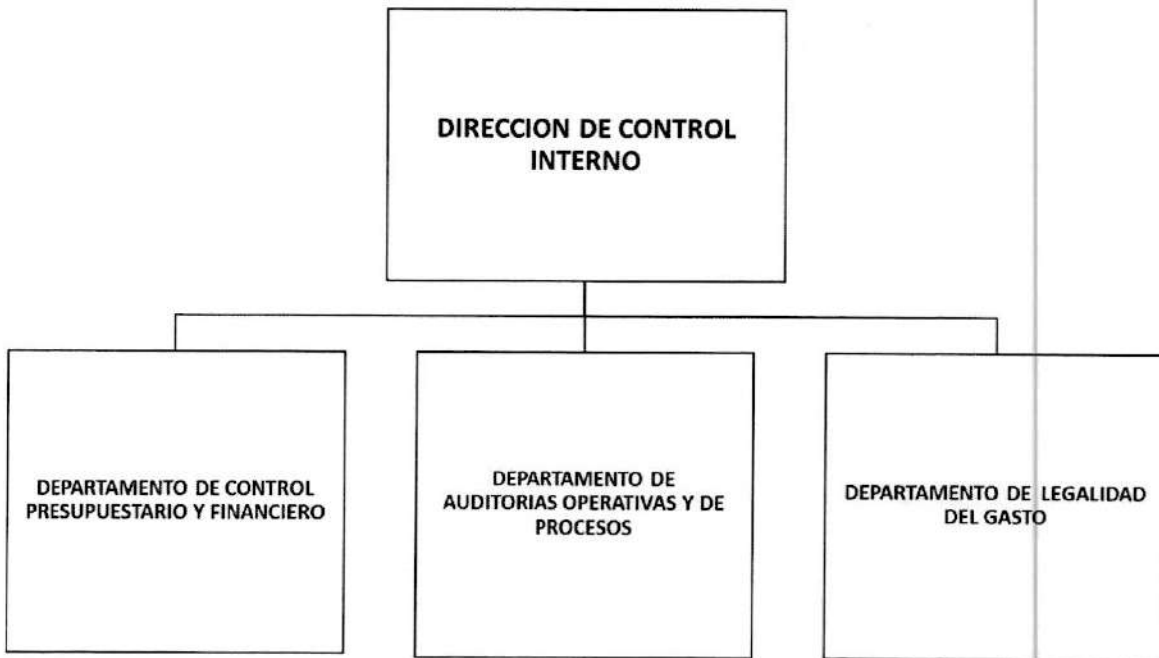 DIRECCION DE CONTROL
INTERNO
DEPARTAMENTO DE CONTROL
PRESUPUESTARIO Y FINANCIERO
DEPARTAMENTO DE
AUDITORIAS OPERATIVAS Y DE
PROCESOS
DEPARTAMENTO DE LEGALIDAD
DEL GASTO